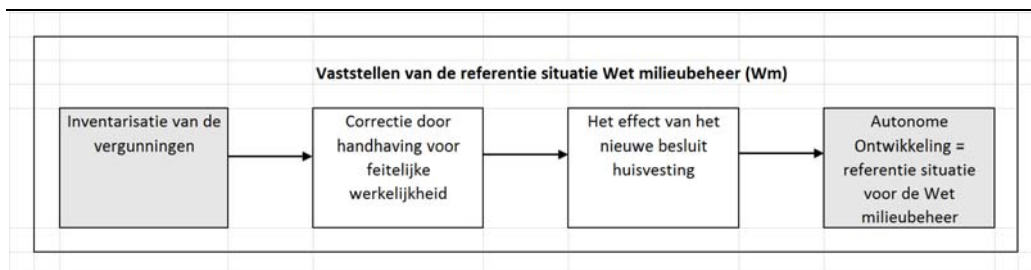 Vaststellen van de referentie situatie Wet milieubeheer (Wm)
Inventarisatie van de
vergunningen
Correctie door
handhaving voor
feitelijke
werkelijkheid
Het effect van het
nieuwe besluit
huisvesting
Autonome
Ontwikkeling =
referentie situatie
voor de Wet
milieubeheer